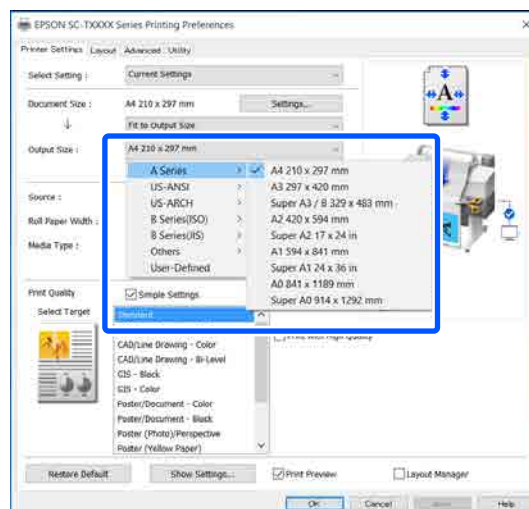 EPSON SC-TXXXX Series Printing Preferences
Printer Settings Layout Advanced Utility
Select Setting : Current Settings
Document Size : A4 210 x 297 mm Settings...
Fit to Output Size
Output Size : A4 210 x 297 mm
A Series A4 210 x 297 mm
US-ANSI A3 297 x 420 mm
US-ARCH Super A3 / B 329 x 483 mm
B Series(ISO) A2 420 x 594 mm
B Series(JIS) Super A2 17 x 24 in
Others A1 594 x 841 mm
User-Defined Super A1 24 x 36 in
A0 841 x 1189 mm
Super A0 914 x 1292 mm
Source :
Roll Paper Width :
Media Type :
Print Quality Simple Settings
Select Target Standard
Print with High Quality
CAD/Line Drawing - Color
CAD/Line Drawing - Bi-Level
GIS - Black
GIS - Color
Poster/Document - Color
Poster/Document - Black
Poster (Photo)/Perspective
Poster (Yellow Paper)
Restore Default Show Settings... Print Preview Layout Manager
OK Cancel Help
A